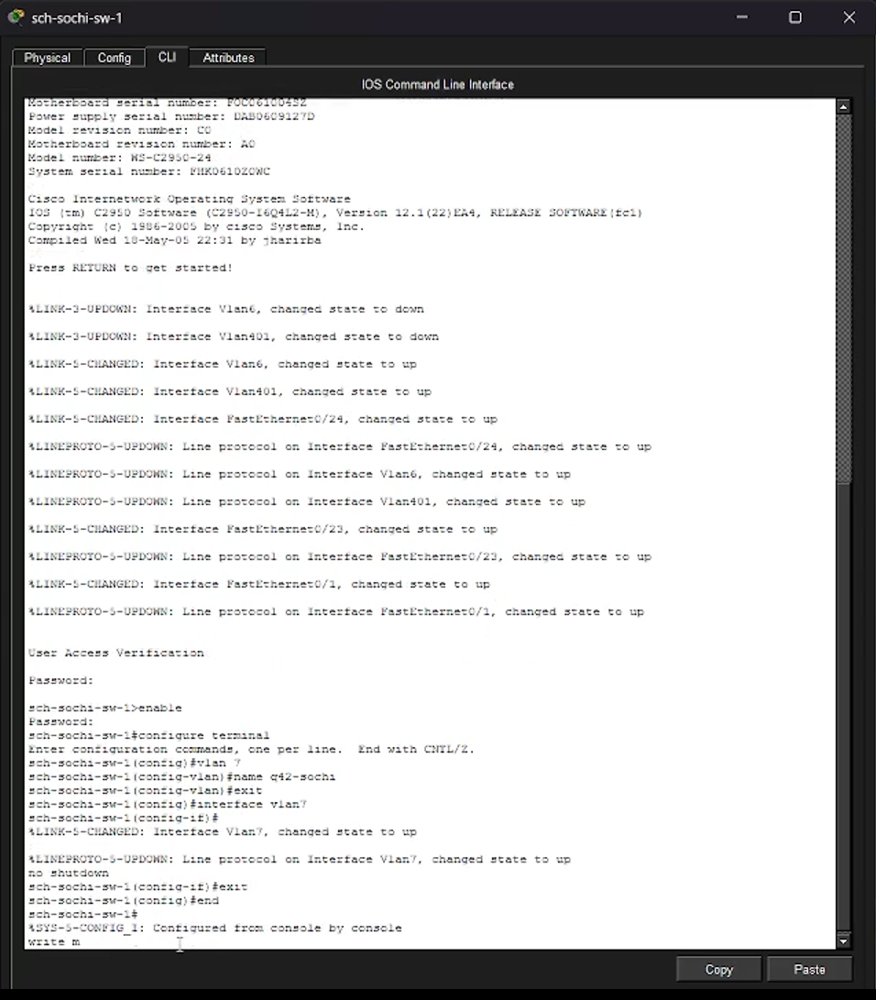 sch-sochi-sw-1
Physical Config CLI Attributes
IOS Command Line Interface
Motherboard serial number: FOC061004SZ
Power supply serial number: DAB0609127D
Model revision number: C0
Motherboard revision number: A0
Model number: WS-C2950-24
System serial number: FHK0610Z0WC
Cisco Internetwork Operating System Software
IOS (tm) C2950 Software (C2950-I6Q4L2-M), Version 12.1(22)EA4, RELEASE SOFTWARE(fc1)
Copyright (c) 1986-2005 by cisco Systems, Inc.
Compiled Wed 18-May-05 22:31 by jharirba
Press RETURN to get started!
%LINK-3-UPDOWN: Interface Vlan6, changed state to down
%LINK-3-UPDOWN: Interface Vlan401, changed state to down
%LINK-5-CHANGED: Interface Vlan6, changed state to up
%LINK-5-CHANGED: Interface Vlan401, changed state to up
%LINK-5-CHANGED: Interface FastEthernet0/24, changed state to up
%LINEPROTO-5-UPDOWN: Line protocol on Interface FastEthernet0/24, changed state to up
%LINEPROTO-5-UPDOWN: Line protocol on Interface Vlan6, changed state to up
%LINEPROTO-5-UPDOWN: Line protocol on Interface Vlan401, changed state to up
%LINK-5-CHANGED: Interface FastEthernet0/23, changed state to up
%LINEPROTO-5-UPDOWN: Line protocol on Interface FastEthernet0/23, changed state to up
%LINK-5-CHANGED: Interface FastEthernet0/1, changed state to up
%LINEPROTO-5-UPDOWN: Line protocol on Interface FastEthernet0/1, changed state to up
User Access Verification
Password:
sch-sochi-sw-1>enable
Password:
sch-sochi-sw-1#configure terminal
Enter configuration commands, one per line. End with CNTL/Z.
sch-sochi-sw-1(config)#vlan 7
sch-sochi-sw-1(config-vlan)#name q42-sochi
sch-sochi-sw-1(config-vlan)#exit
sch-sochi-sw-1(config)#interface vlan7
sch-sochi-sw-1(config-if)#
%LINK-5-CHANGED: Interface Vlan7, changed state to up
%LINEPROTO-5-UPDOWN: Line protocol on Interface Vlan7, changed state to up
no shutdown
sch-sochi-sw-1(config-if)#exit
sch-sochi-sw-1(config)#end
sch-sochi-sw-1#
%SYS-5-CONFIG_I: Configured from console by console
write m
Copy Paste